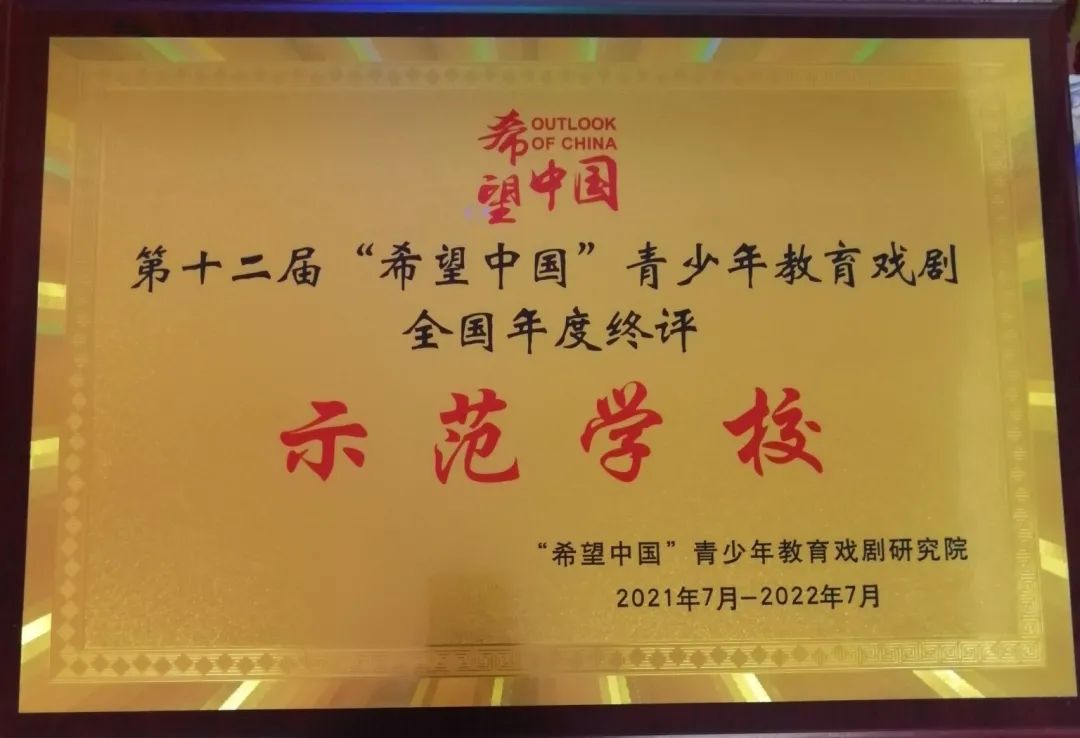 希望中国
OUTLOOK
OF CHINA
第十二届“希望中国”青少年教育戏剧
全国年度终评
示范学校
“希望中国”青少年教育戏剧研究院
2021年7月—2022年7月